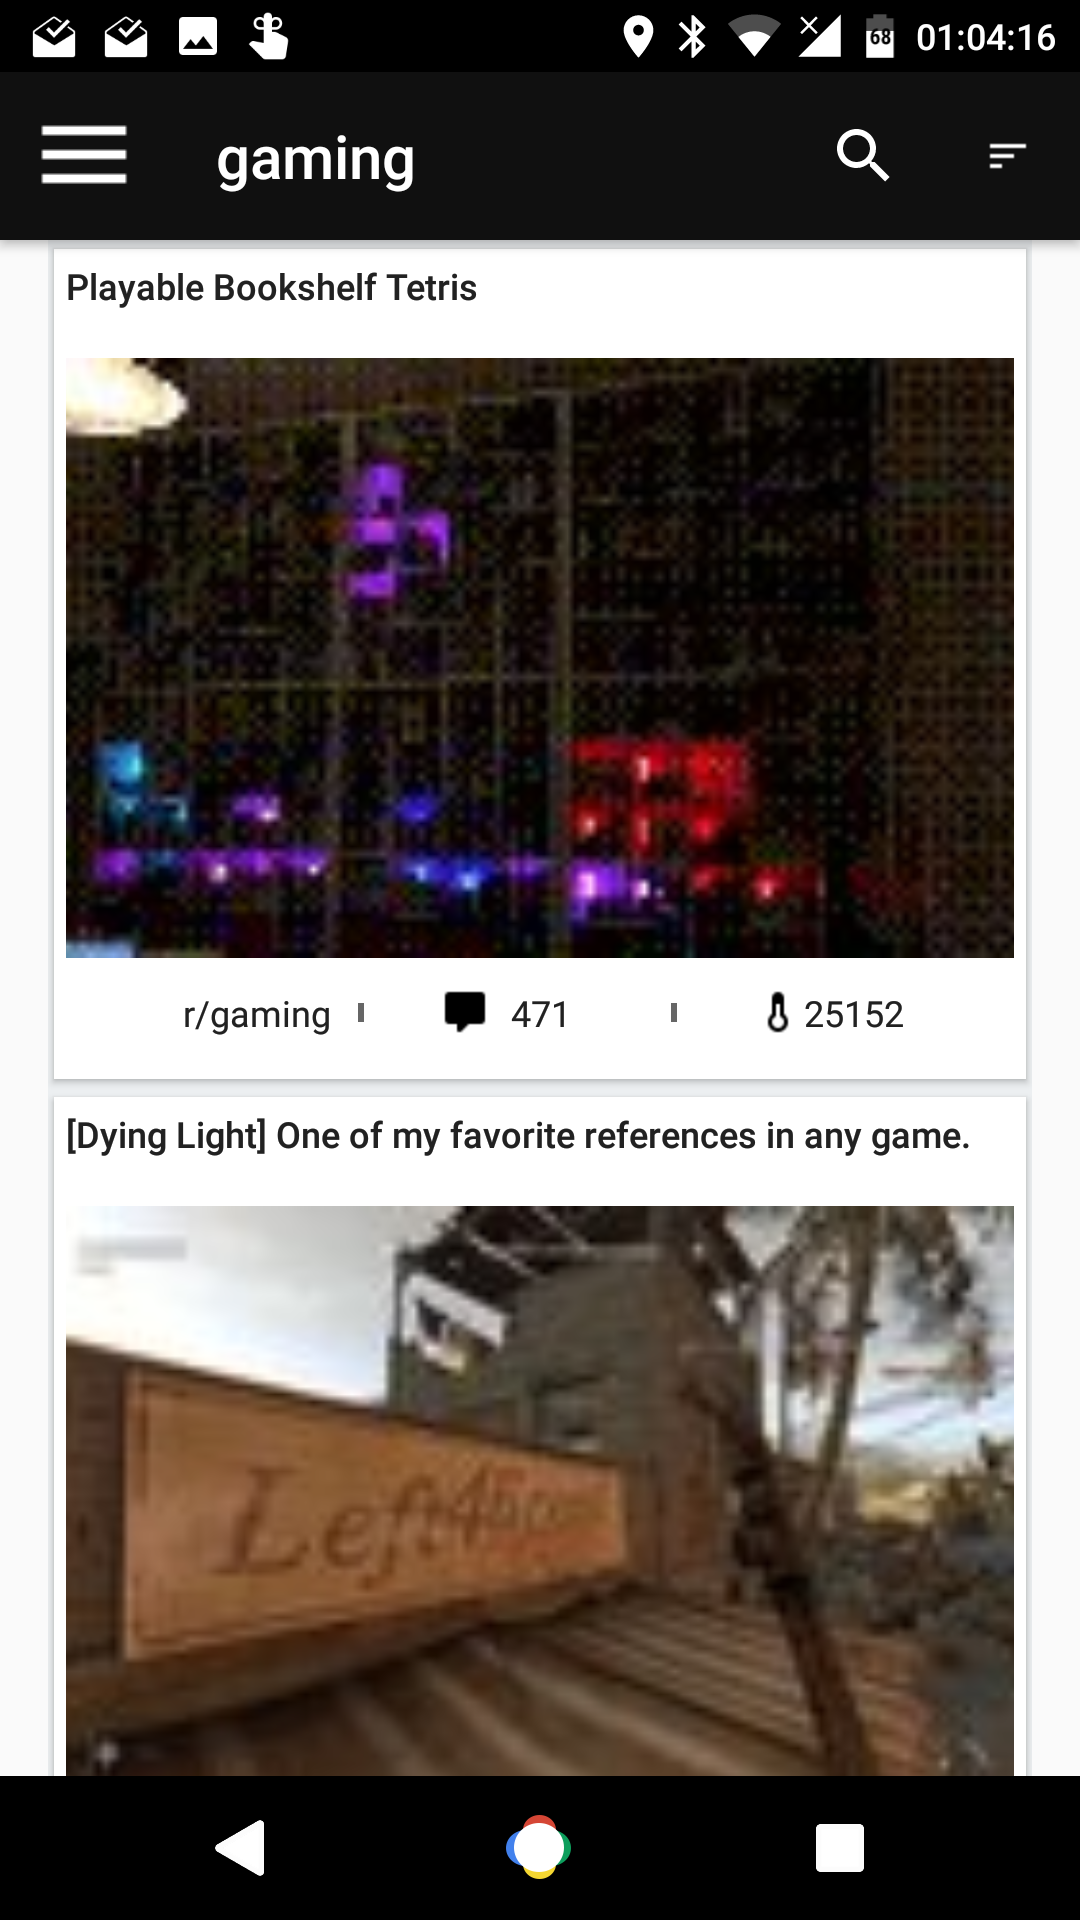 68 01:04:16
gaming
Playable Bookshelf Tetris
r/gaming 471 25152
[Dying Light] One of my favorite references in any game.
Left4